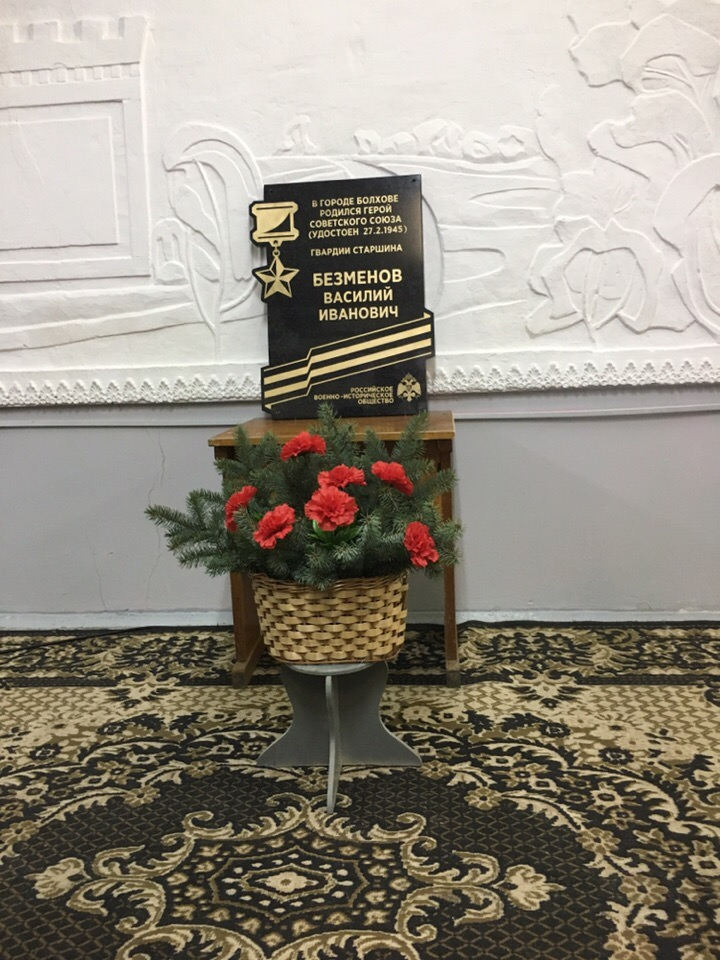 В ГОРОДЕ БОЛХОВЕ
РОДИЛСЯ ГЕРОЙ
СОВЕТСКОГО СОЮЗА
(УДОСТОЕН 27.2.1945)
ГВАРДИИ СТАРШИНА
БЕЗМЕНОВ
ВАСИЛИЙ
ИВАНОВИЧ
РОССИЙСКОЕ
ВОЕННО-ИСТОРИЧЕСКОЕ
ОБЩЕСТВО